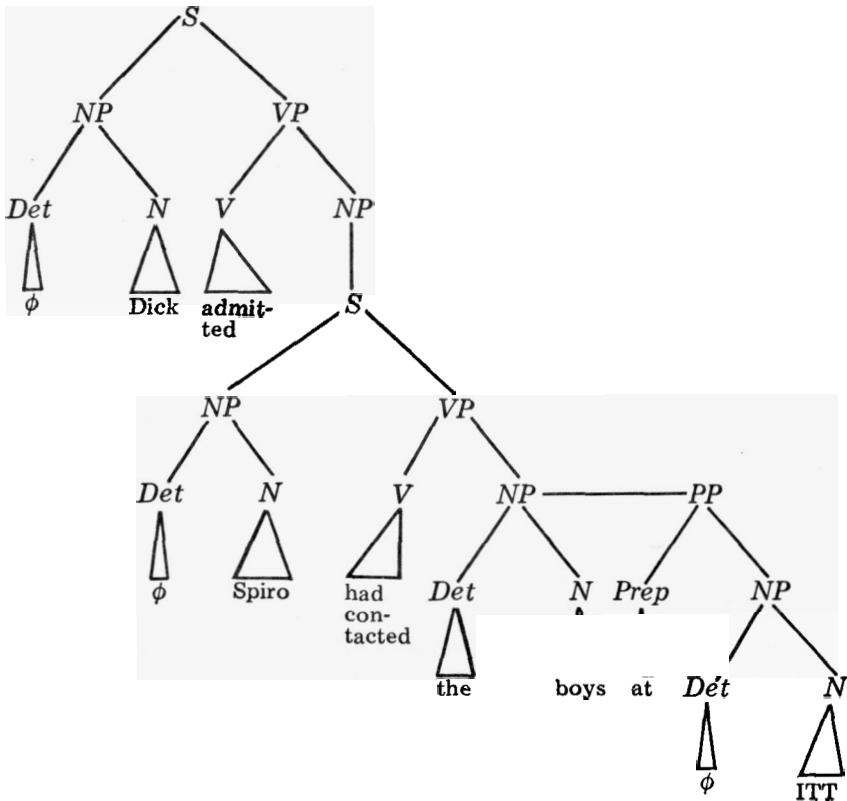 S
NP VP
Det N V NP
φ Dick admit-
ted
S
NP VP
Det N V NP PP
φ Spiro had
con-
tacted
Det N Prep NP
the boys at Det N
φ ITT